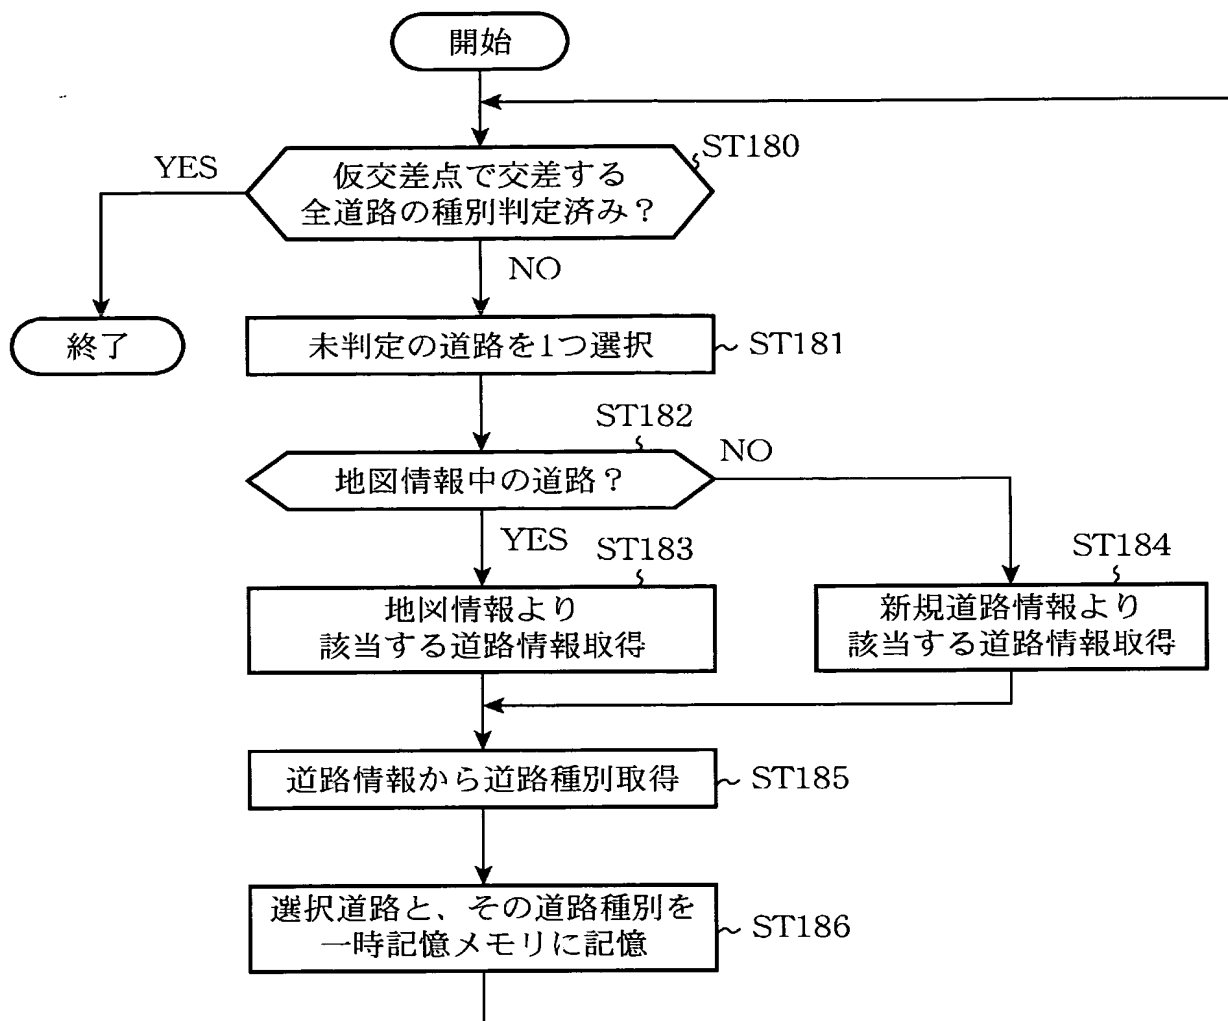 開始
ST180
YES
仮交差点で交差する
全道路の種別判定済み？
NO
終了
未判定の道路を1つ選択
ST181
ST182
地図情報中の道路？
NO
YES
ST183
ST184
地図情報より
該当する道路情報取得
新規道路情報より
該当する道路情報取得
道路情報から道路種別取得
ST185
選択道路と、その道路種別を
一時記憶メモリに記憶
ST186